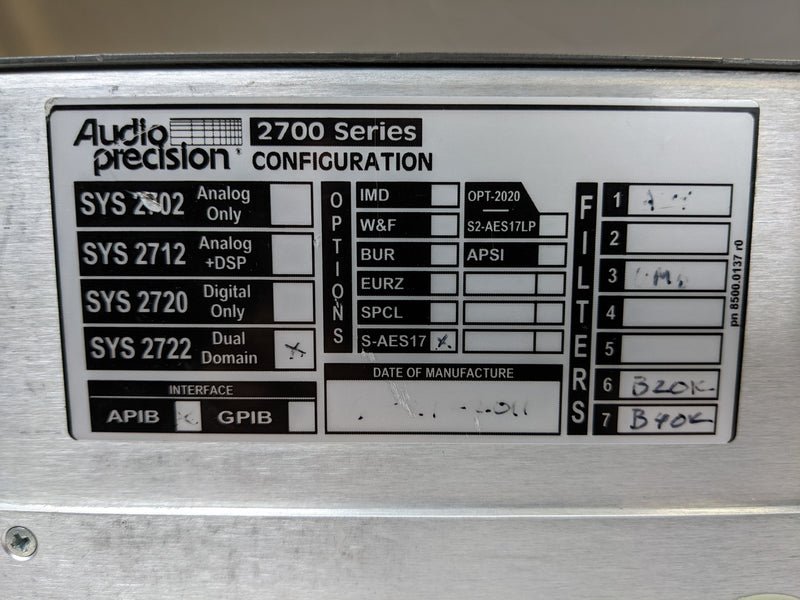 Audio precision
2700 Series
CONFIGURATION
SYS 2702 Analog Only
SYS 2712 Analog +DSP
SYS 2720 Digital Only
SYS 2722 Dual Domain x
INTERFACE
APIB x GPIB
OPTIONS
IMD
W&F
BUR
EURZ
SPCL
S-AES17 x
OPT-2020
S2-AES17LP
APSI
DATE OF MANUFACTURE
FILTERS
1
2
3
4
5
6 B20K
7 B40K
pn 8500.0137 r0